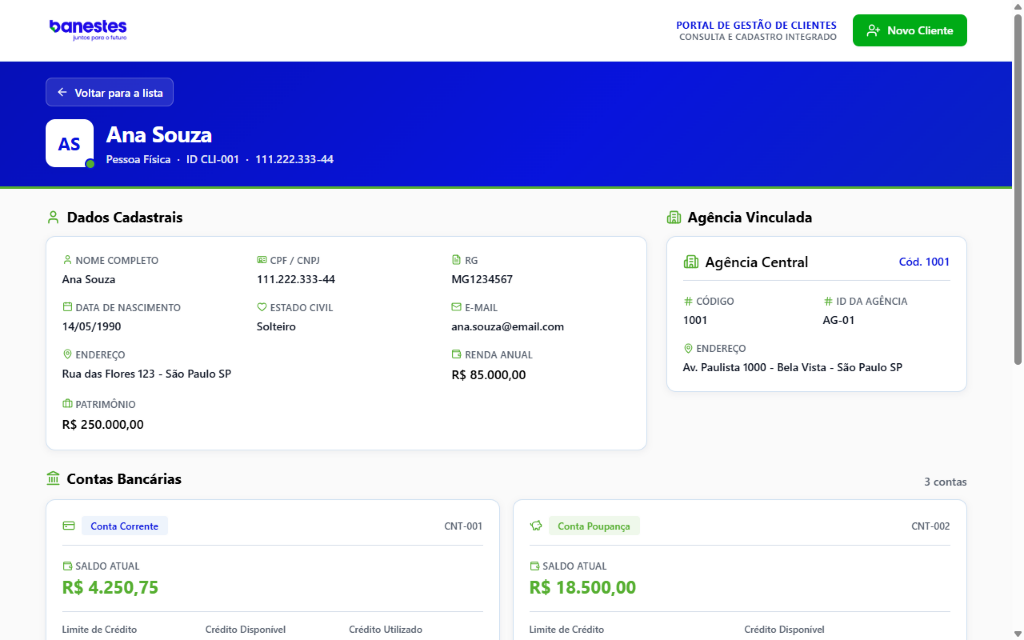 banestes
juntos para o futuro
PORTAL DE GESTÃO DE CLIENTES
CONSULTA E CADASTRO INTEGRADO
Novo Cliente
Voltar para a lista
AS
Ana Souza
Pessoa Física · ID CLI-001 · 111.222.333-44
Dados Cadastrais
NOME COMPLETO
Ana Souza
CPF / CNPJ
111.222.333-44
RG
MG1234567
DATA DE NASCIMENTO
14/05/1990
ESTADO CIVIL
Solteiro
E-MAIL
ana.souza@email.com
ENDEREÇO
Rua das Flores 123 - São Paulo SP
RENDA ANUAL
R$ 85.000,00
PATRIMÔNIO
R$ 250.000,00
Agência Vinculada
Agência Central
Cód. 1001
CÓDIGO
1001
ID DA AGÊNCIA
AG-01
ENDEREÇO
Av. Paulista 1000 - Bela Vista - São Paulo SP
Contas Bancárias
3 contas
Conta Corrente
CNT-001
SALDO ATUAL
R$ 4.250,75
Limite de Crédito
Crédito Disponível
Crédito Utilizado
Conta Poupança
CNT-002
SALDO ATUAL
R$ 18.500,00
Limite de Crédito
Crédito Disponível